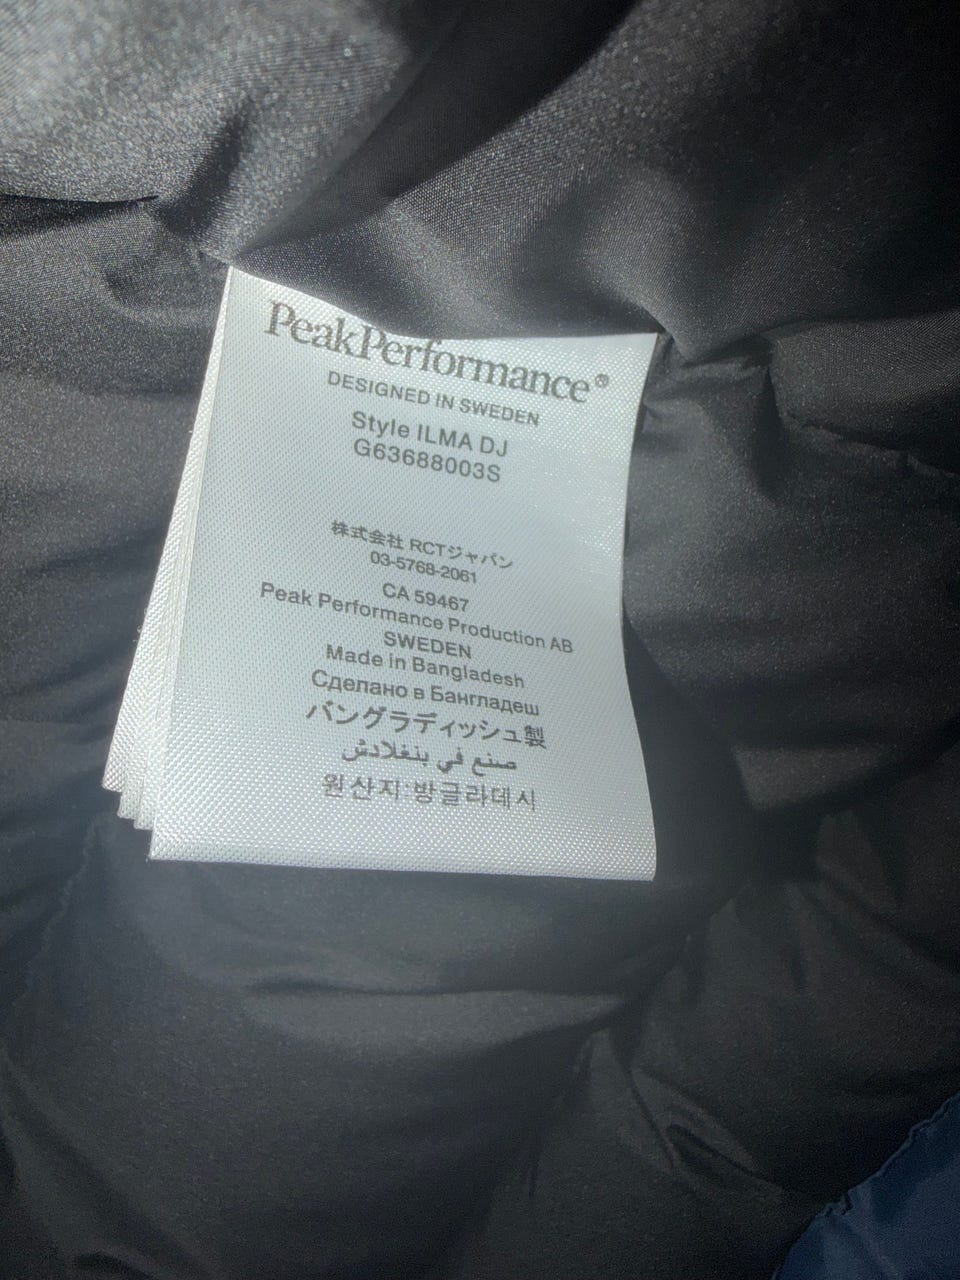 PeakPerformance®
DESIGNED IN SWEDEN
Style ILMA DJ
G63688003S
株式会社 RCTジャパン
03-5768-2061
CA 59467
Peak Performance Production AB
SWEDEN
Made in Bangladesh
Сделано в Бангладеш
バングラディッシュ製
صنع في بنغلادش
원산지:방글라데시